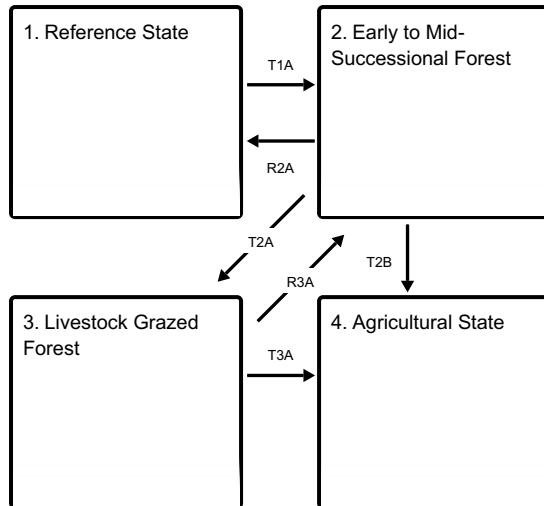 1. Reference State
2. Early to Mid-
Successional Forest
T1A
R2A
T2A
R3A
T2B
3. Livestock Grazed
Forest
4. Agricultural State
T3A